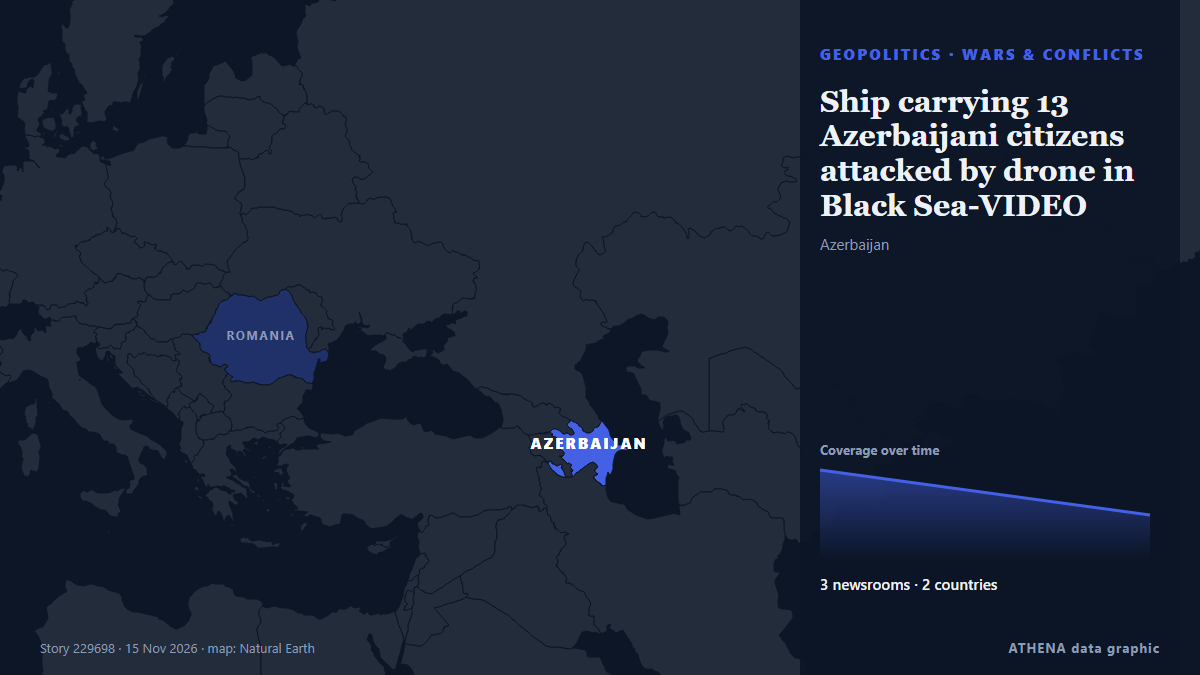 GEOPOLITICS · WARS & CONFLICTS
Ship carrying 13
Azerbaijani citizens
attacked by drone in
Black Sea-VIDEO
Azerbaijan
ROMANIA
AZERBAIJAN
Coverage over time
3 newsrooms · 2 countries
Story 229698 · 15 Nov 2026 · map: Natural Earth
ATHENA data graphic